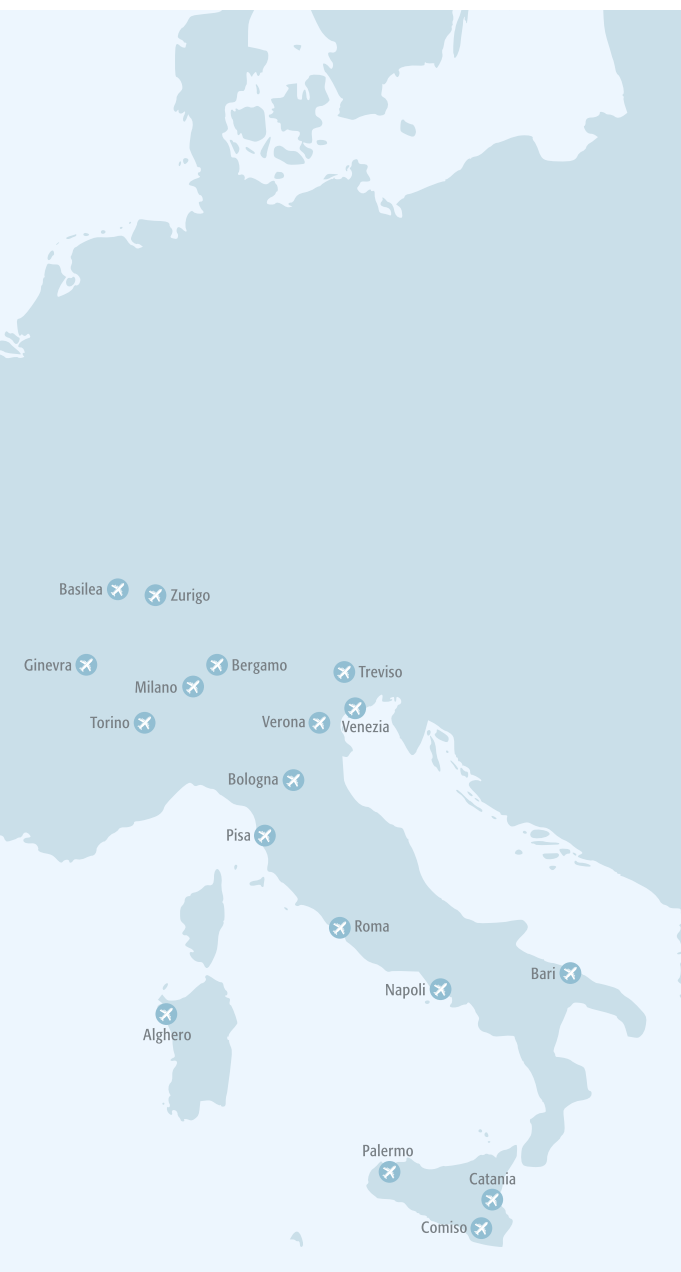 Basilea
Zurigo
Ginevra
Bergamo
Milano
Treviso
Torino
Verona
Venezia
Bologna
Pisa
Roma
Bari
Napoli
Alghero
Palermo
Catania
Comiso